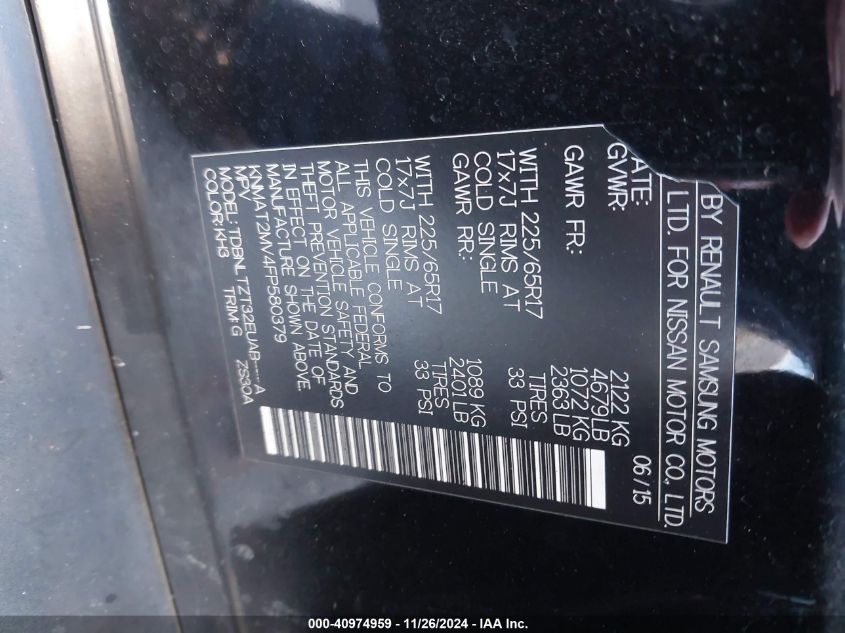 BY RENAULT SAMSUNG MOTORS
LTD. FOR NISSAN MOTOR CO., LTD.
ATE: 06/15
GVWR: 2122 KG
4679 LB
GAWR FR: 1072 KG
2363 LB
WITH 225/65R17 TIRES
17x7J RIMS AT 33 PSI
COLD SINGLE
GAWR RR: 1089 KG
2401 LB
WITH 225/65R17 TIRES
17x7J RIMS AT 33 PSI
COLD SINGLE
THIS VEHICLE CONFORMS TO
ALL APPLICABLE FEDERAL
MOTOR VEHICLE SAFETY AND
THEFT PREVENTION STANDARDS
IN EFFECT ON THE DATE OF
MANUFACTURE SHOWN ABOVE.
KNMAT2MV4FP580379
MPV
MODEL: TDBNLTZT32EUAB-----A
COLOR: KH3 TRIM: G ZS30A
000-40974959 - 11/26/2024 - IAA Inc.